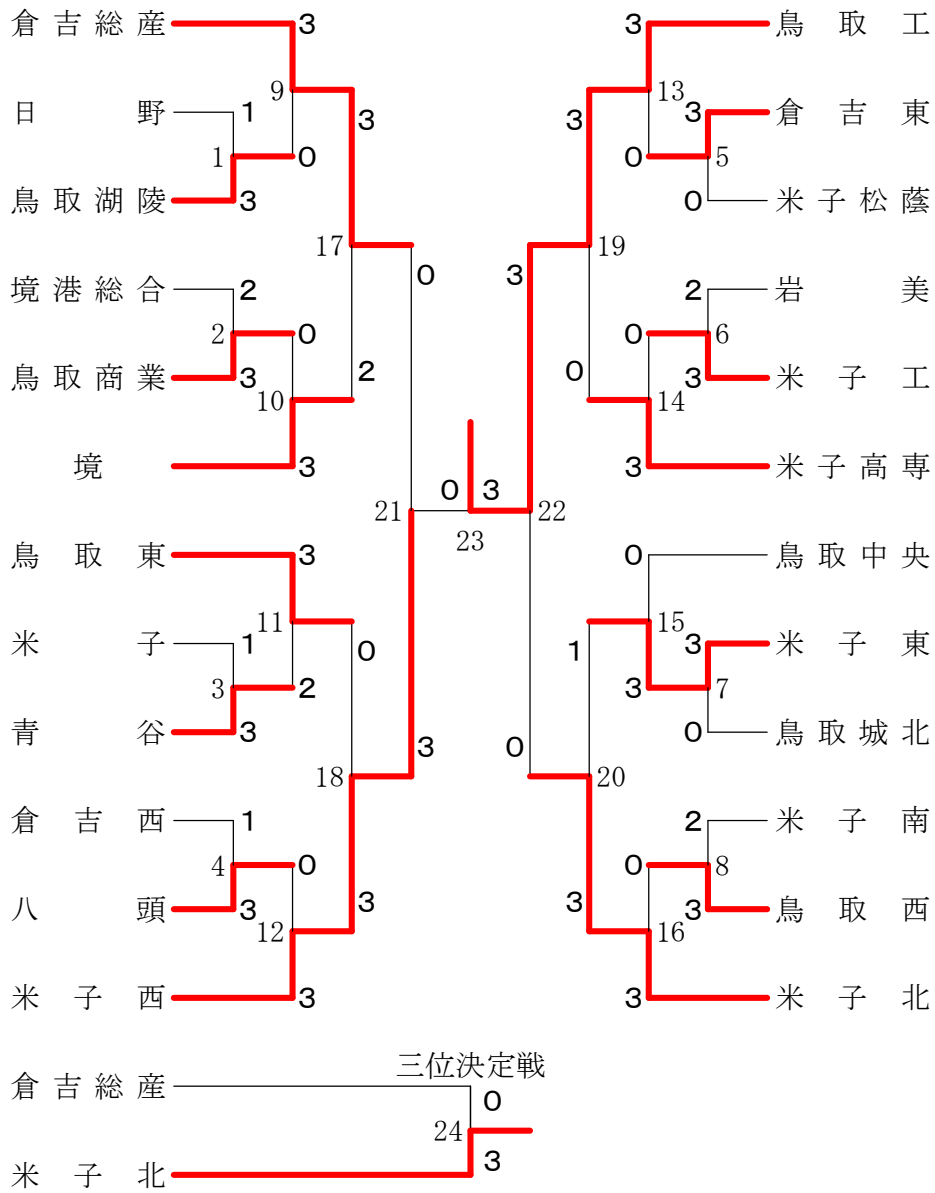 倉吉総産 3 3 鳥取工
9 13
日野 1 3 3 3 倉吉東
1 0 0 5
鳥取湖陵 3 0 米子松蔭
17 19
0 3
境港総合 2 2 岩美
2 0 0 6
鳥取商業 3 2 0 3 米子工
10 14
境 3 3 米子高専
0 3
21 23 22
鳥取東 3 0 鳥取中央
11 15
米子 1 0 1 3 米子東
3 2 3 7
青谷 3 0 鳥取城北
3 0
18 20
倉吉西 1 2 米子南
4 0 0 8
八頭 3 3 3 3 鳥取西
12 16
米子西 3 3 米子北
三位決定戦
倉吉総産 0
24
米子北 3